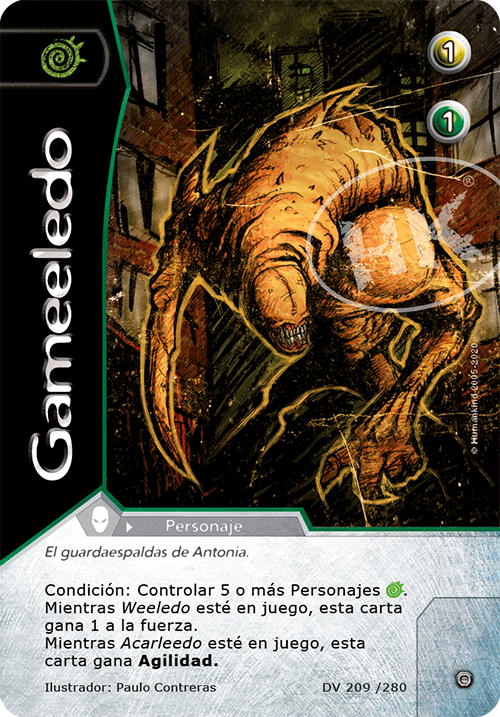 1
1
Gameeledo
HK
®
© Humankind 2005-2020
Personaje
El guardaespaldas de Antonia.
Condición: Controlar 5 o más Personajes .
Mientras Weeledo esté en juego, esta carta
gana 1 a la fuerza.
Mientras Acarleedo esté en juego, esta
carta gana Agilidad.
Ilustrador: Paulo Contreras
DV 209 /280